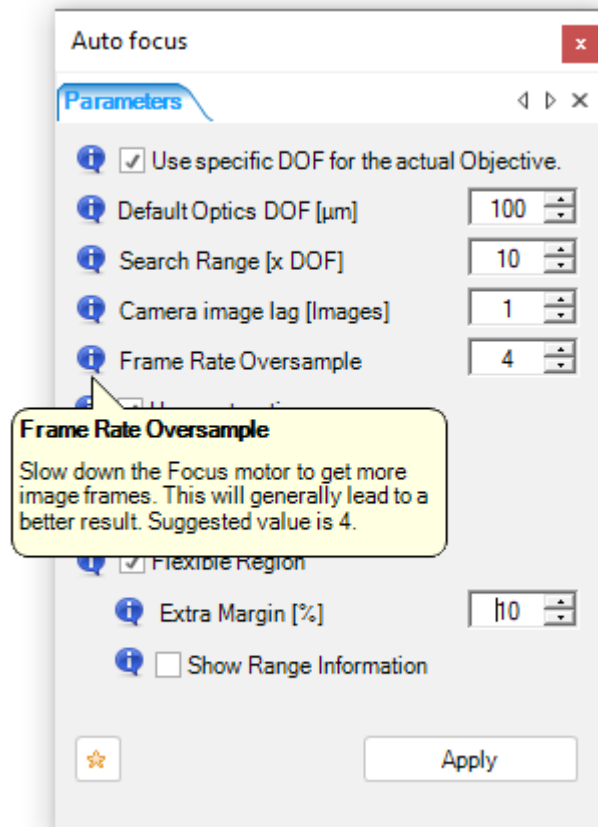 Auto focus
x
Parameters
Use specific DOF for the actual Objective.
Default Optics DOF [µm] 100
Search Range [x DOF] 10
Camera image lag [Images] 1
Frame Rate Oversample 4
Frame Rate Oversample
Slow down the Focus motor to get more
image frames. This will generally lead to a
better result. Suggested value is 4.
Flexible Region
Extra Margin [%] 10
Show Range Information
Apply